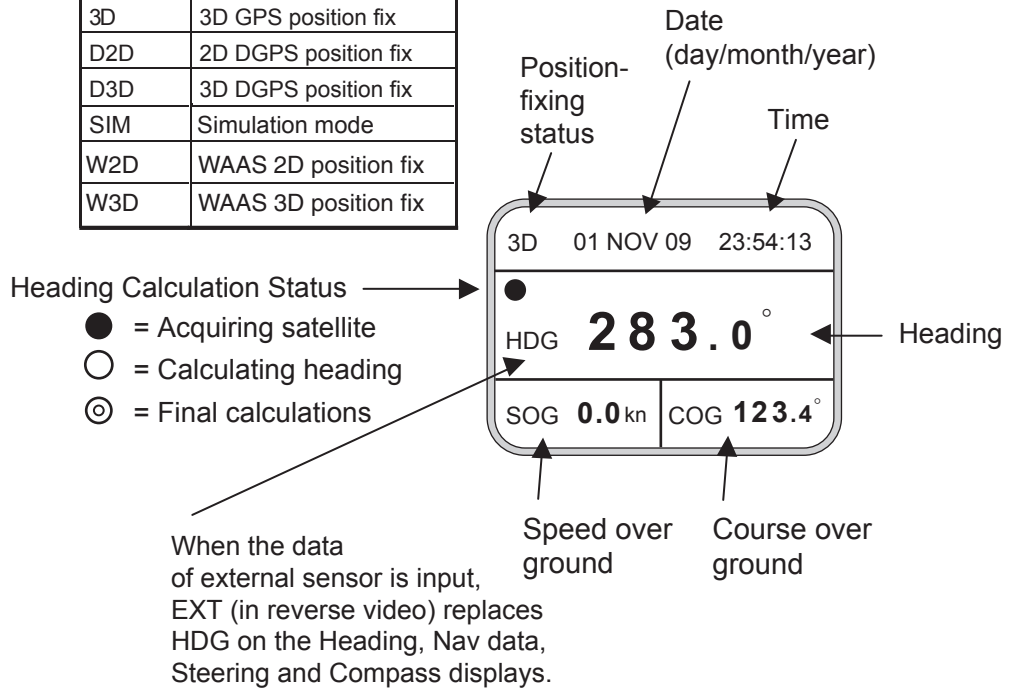 3D 3D GPS position fix
D2D 2D DGPS position fix
D3D 3D DGPS position fix
SIM Simulation mode
W2D WAAS 2D position fix
W3D WAAS 3D position fix
Date
(day/month/year)
Position-
fixing
status
Time
3D 01 NOV 09 23:54:13
Heading Calculation Status
● = Acquiring satellite
○ = Calculating heading
◎ = Final calculations
HDG 283.0°
Heading
SOG 0.0 kn COG 123.4°
Speed over
ground
Course over
ground
When the data
of external sensor is input,
EXT (in reverse video) replaces
HDG on the Heading, Nav data,
Steering and Compass displays.